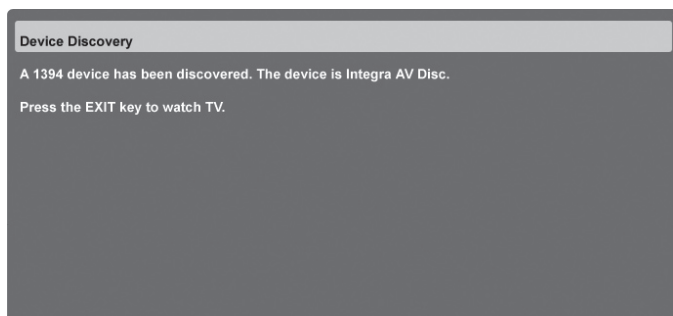 Device Discovery
A 1394 device has been discovered. The device is Integra AV Disc.
Press the EXIT key to watch TV.